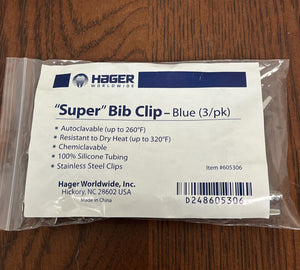 HAGER
WORLDWIDE
"Super" Bib Clip – Blue (3/pk)
• Autoclavable (up to 260°F)
• Resistant to Dry Heat (up to 320°F)
• Chemiclavable
• 100% Silicone Tubing
• Stainless Steel Clips
Item #605306
Hager Worldwide, Inc.
Hickory, NC 28602 USA
Made in China
D248605306